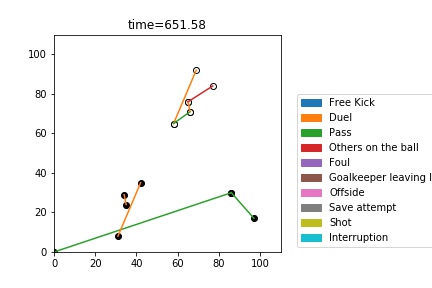 time=651.58
100
80
60
40
20
0
0 20 40 60 80 100
Free Kick
Duel
Pass
Others on the ball
Foul
Goalkeeper leaving l
Offside
Save attempt
Shot
Interruption